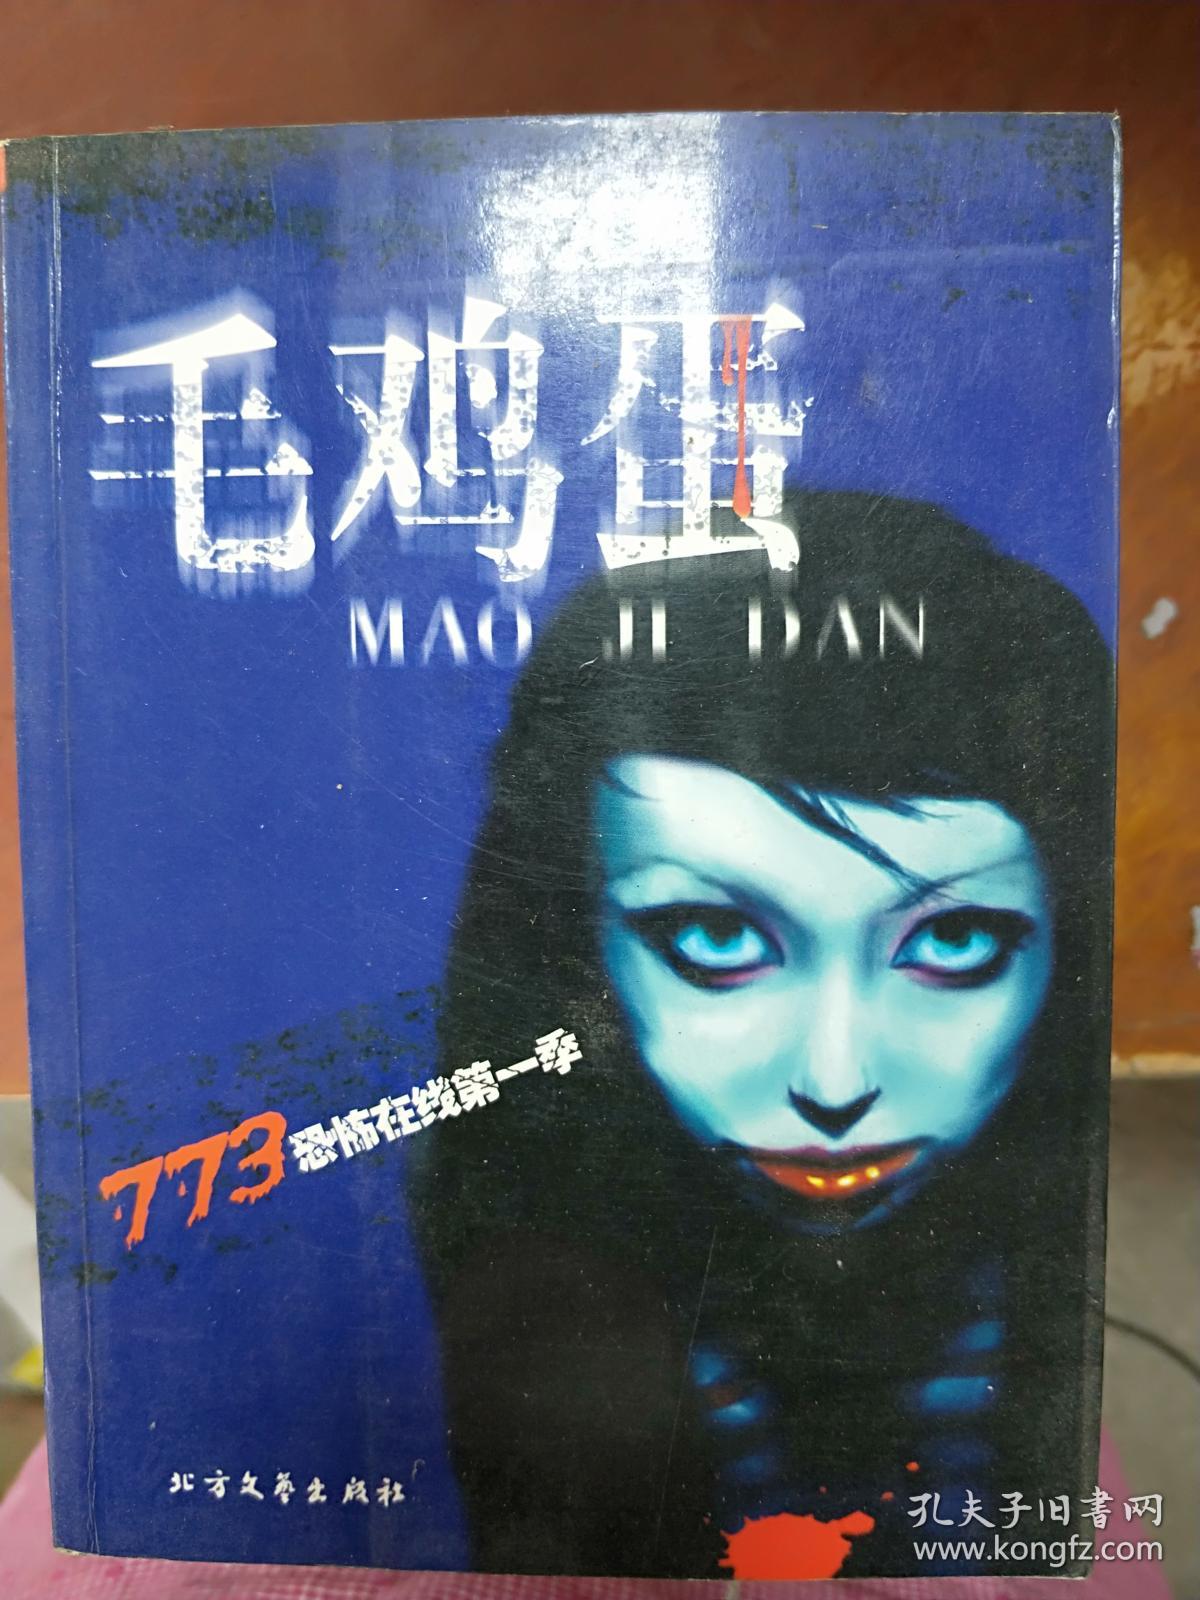 毛鸡蛋
MAO JI DAN
773恐怖在线第一季
北方文艺出版社
孔夫子旧書网
www.kongfz.com